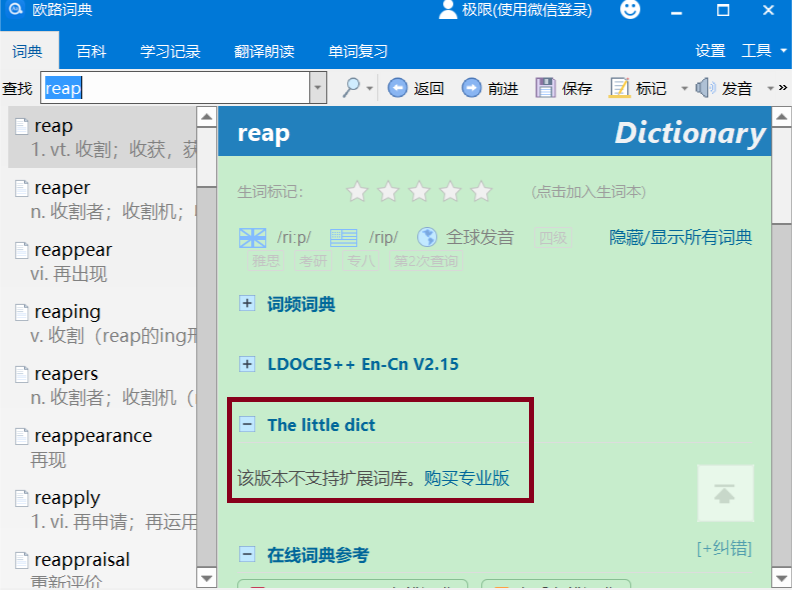 欧路词典
极限(使用微信登录)
词典 百科 学习记录 翻译朗读 单词复习 设置 工具
查找 reap 返回 前进 保存 标记 发音 »
reap
1. vt. 收割；收获，获
reaper
n. 收割者；收割机；
reappear
vi. 再出现
reaping
v. 收割（reap的ing形
reapers
n. 收割者；收割机（
reappearance
再现
reapply
1. vi. 再申请；再运用
reappraisal
重新评价
reap Dictionary
生词标记： (点击加入生词本)
/ri:p/ /rip/ 全球发音 四级 隐藏/显示所有词典
雅思 考研 专八 第2次查询
词频词典
LDOCE5++ En-Cn V2.15
The little dict
该版本不支持扩展词库。购买专业版
[+纠错]
在线词典参考